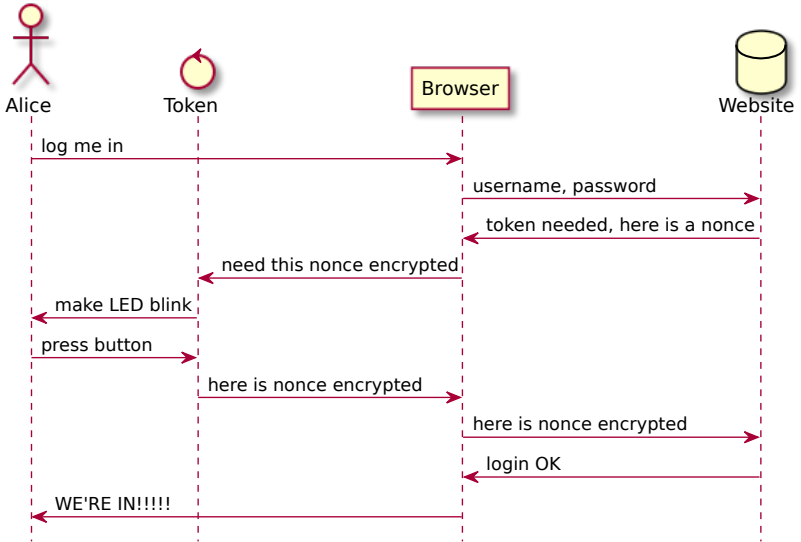 Alice
Token
Browser
Website
log me in
username, password
token needed, here is a nonce
need this nonce encrypted
make LED blink
press button
here is nonce encrypted
here is nonce encrypted
login OK
WE'RE IN!!!!!